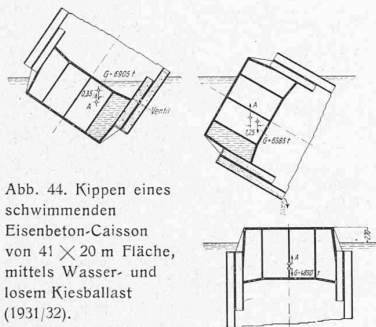 G=6905 t
0,35
A
Ventil
A
1,25
G=6585 t
Abb. 44. Kippen eines
schwimmenden
Eisenbeton-Caisson
von 41 × 20 m Fläche,
mittels Wasser- und
losem Kiesballast
(1931/32).
A
G=4850 t